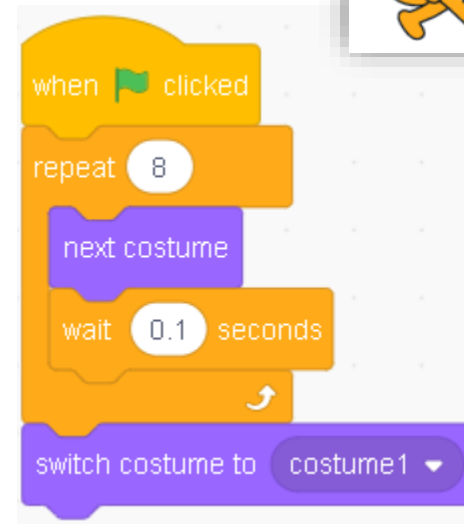 when clicked
repeat 8
next costume
wait 0.1 seconds
switch costume to costume1